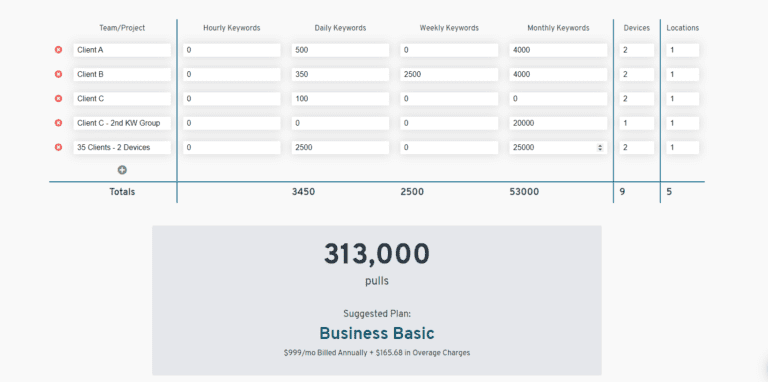 Team/Project Hourly Keywords Daily Keywords Weekly Keywords Monthly Keywords Devices Locations
Client A 0 500 0 4000 2 1
Client B 0 350 2500 4000 2 1
Client C 0 100 0 0 2 1
Client C - 2nd KW Group 0 0 0 20000 1 1
35 Clients - 2 Devices 0 2500 0 25000 2 1
Totals 3450 2500 53000 9 5
313,000
pulls
Suggested Plan:
Business Basic
$999/mo Billed Annually + $165.68 in Overage Charges